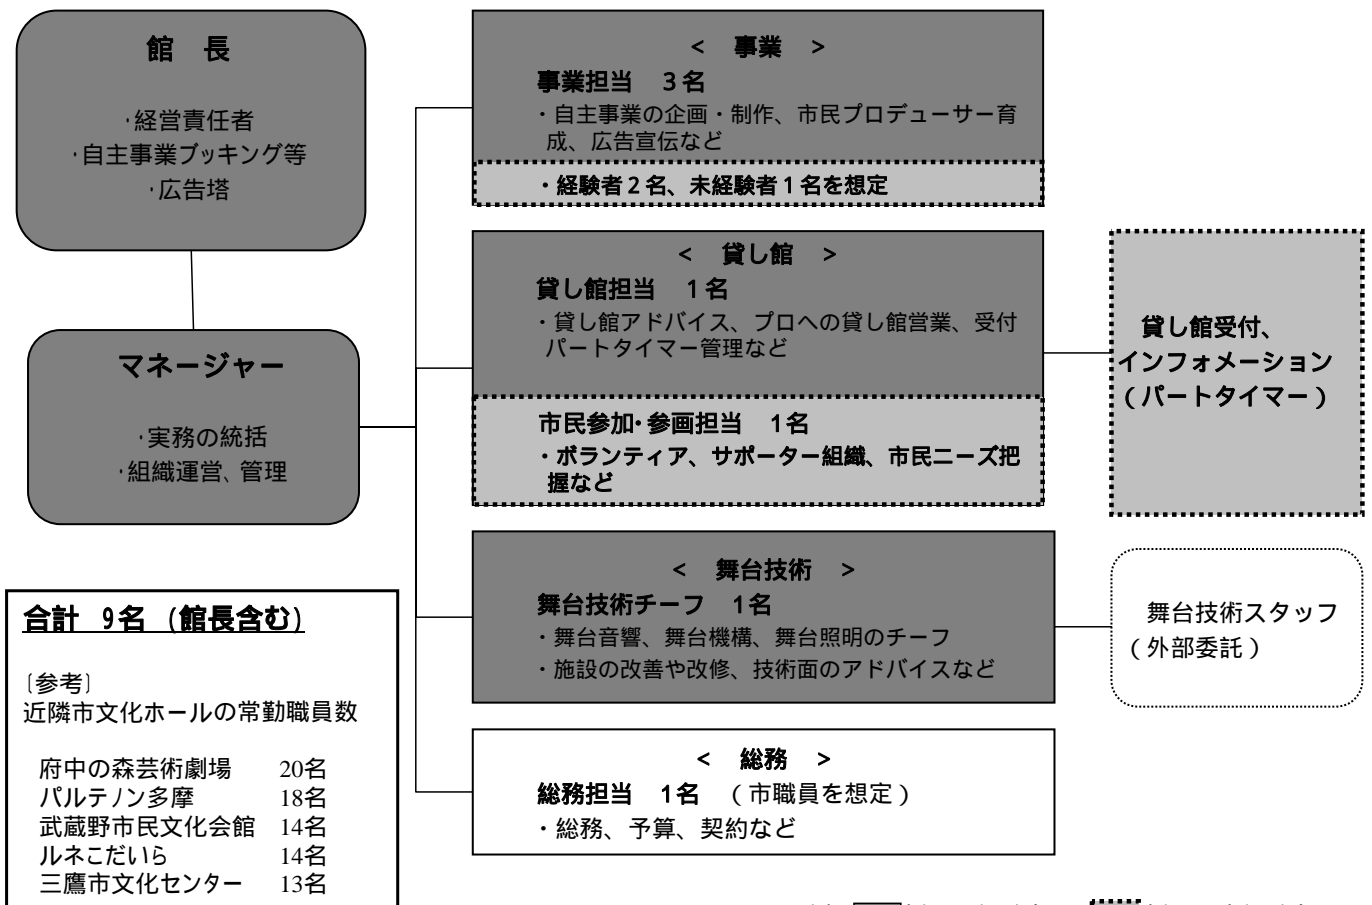 館 長
・経営責任者
・自主事業ブッキング等
・広告塔
マネージャー
・実務の統括
・組織運営、管理
合計 9名 (館長含む)
[参考]
近隣市文化ホールの常勤職員数
府中の森芸術劇場 20名
パルテノン多摩 18名
武蔵野市民文化会館 14名
ルネこだいら 14名
三鷹市文化センター 13名
< 事業 >
事業担当 3名
・自主事業の企画・制作、市民プロデューサー育
成、広告宣伝など
・経験者2名、未経験者1名を想定
< 貸し館 >
貸し館担当 1名
・貸し館アドバイス、プロへの貸し館営業、受付
パートタイマー管理など
市民参加・参画担当 1名
・ボランティア、サポーター組織、市民ニーズ把
握など
< 舞台技術 >
舞台技術チーフ 1名
・舞台音響、舞台機構、舞台照明のチーフ
・施設の改善や改修、技術面のアドバイスなど
< 総務 >
総務担当 1名 (市職員を想定)
・総務、予算、契約など
貸し館受付、
インフォメーション
(パートタイマー)
舞台技術スタッフ
(外部委託)